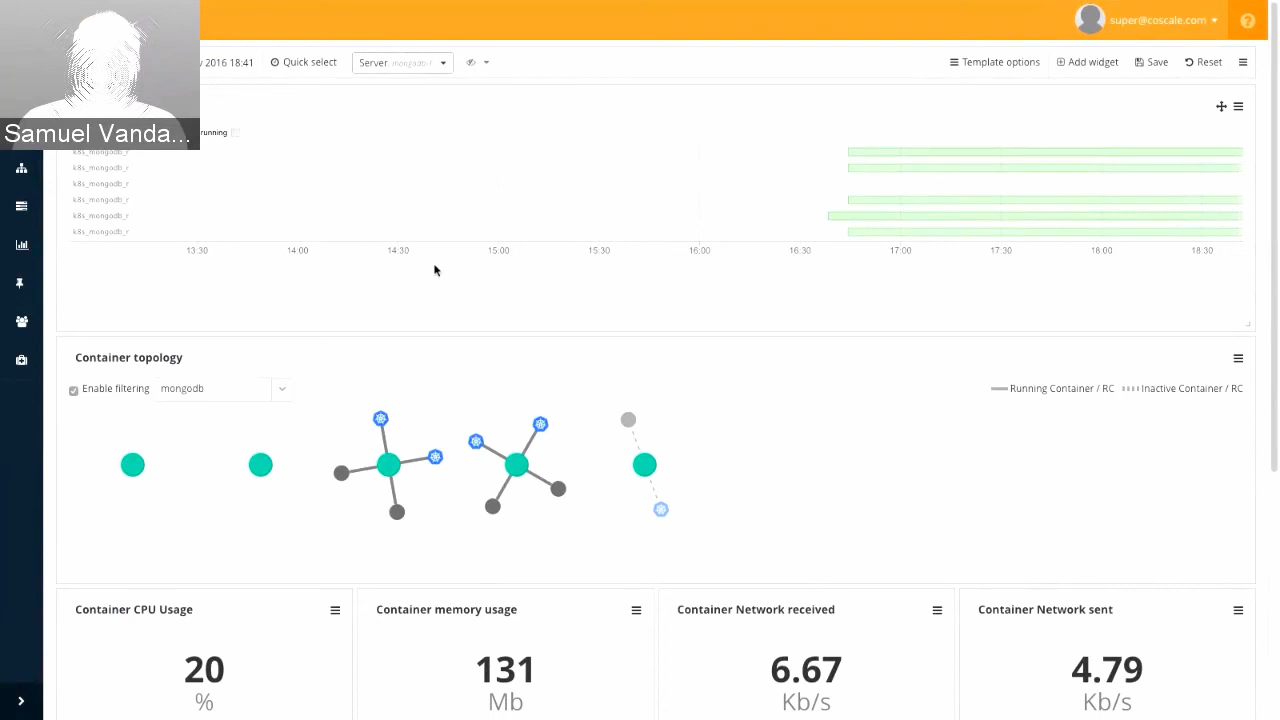 super@coscale.com
?
2016 18:41
Quick select
Server mongodb-r
Template options
Add widget
Save
Reset
Samuel Vanda...
running
k8s_mongodb_r
k8s_mongodb_r
k8s_mongodb_r
k8s_mongodb_r
k8s_mongodb_r
k8s_mongodb_r
13:30 14:00 14:30 15:00 15:30 16:00 16:30 17:00 17:30 18:00 18:30
Container topology
Enable filtering mongodb
Running Container / RC Inactive Container / RC
Container CPU Usage
20
%
Container memory usage
131
Mb
Container Network received
6.67
Kb/s
Container Network sent
4.79
Kb/s